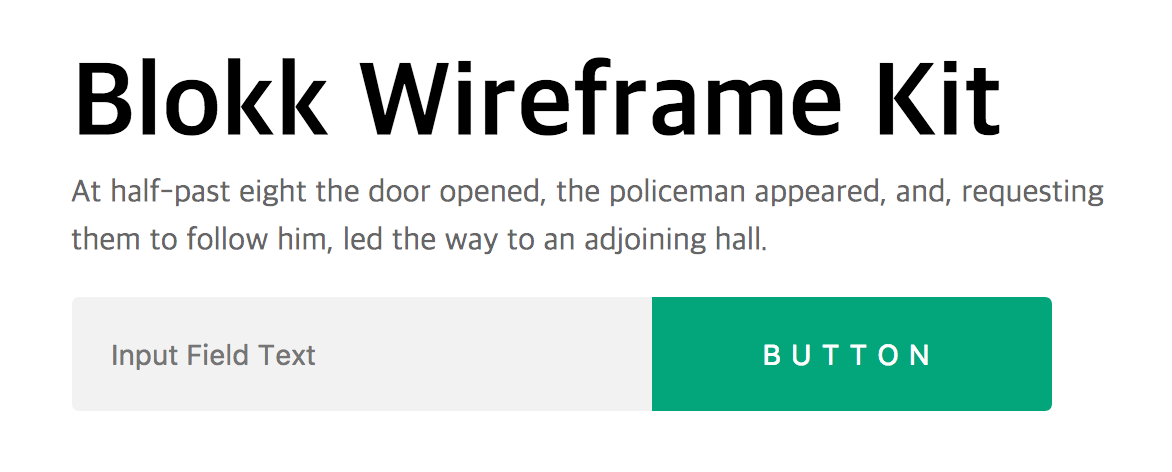 Blokk Wireframe Kit
At half-past eight the door opened, the policeman appeared, and, requesting
them to follow him, led the way to an adjoining hall.
Input Field Text
BUTTON